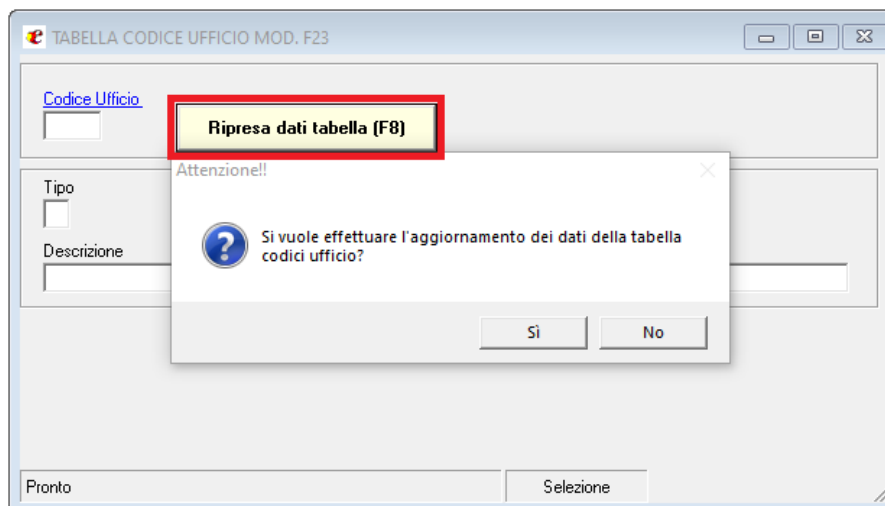 TABELLA CODICE UFFICIO MOD. F23
Codice Ufficio
Ripresa dati tabella (F8)
Attenzione!!
Tipo
Si vuole effettuare l'aggiornamento dei dati della tabella
codici ufficio?
Descrizione
Sì
No
Pronto
Selezione